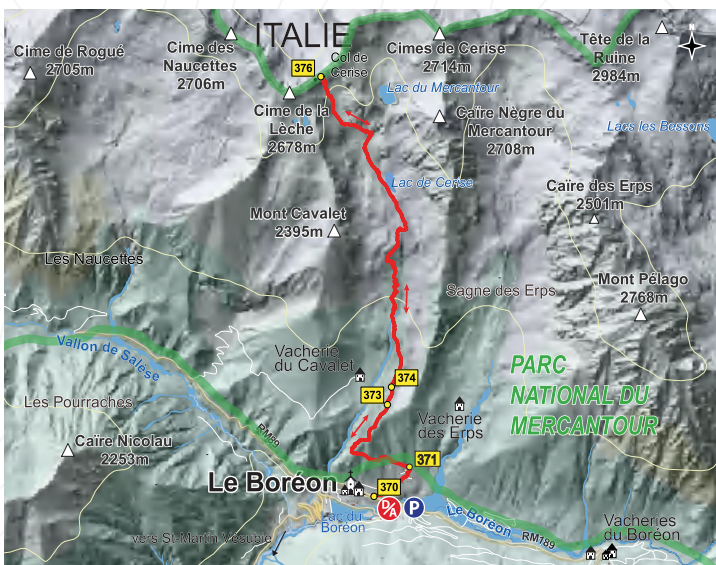 ITALIE
Cime de Rogué
2705m
Cime des
Naucettes
2706m
376
Col de
Cerise
Cimes de Cerise
2714m
Tête de la
Ruine
2984m
N
Cime de la
Lèche
2678m
Lac du Mercantour
Caïre Nègre du
Mercantour
2708m
Lacs les Bessons
Lac de Cerise
Caïre des Erps
2501m
Mont Cavalet
2395m
Les Naucettes
Mont Pélago
2768m
Sagne des Erps
Vallon de Salèse
Vacherie
du Cavalet
374
373
PARC
NATIONAL DU
MERCANTOUR
Les Pourraches
Vacherie
des Erps
RM89
Caïre Nicolau
2253m
371
Le Boréon
370
D/A
P
Lac du
Boréon
Le Boréon
RM189
Vacheries
du Boréon
vers St-Martin Vésubie